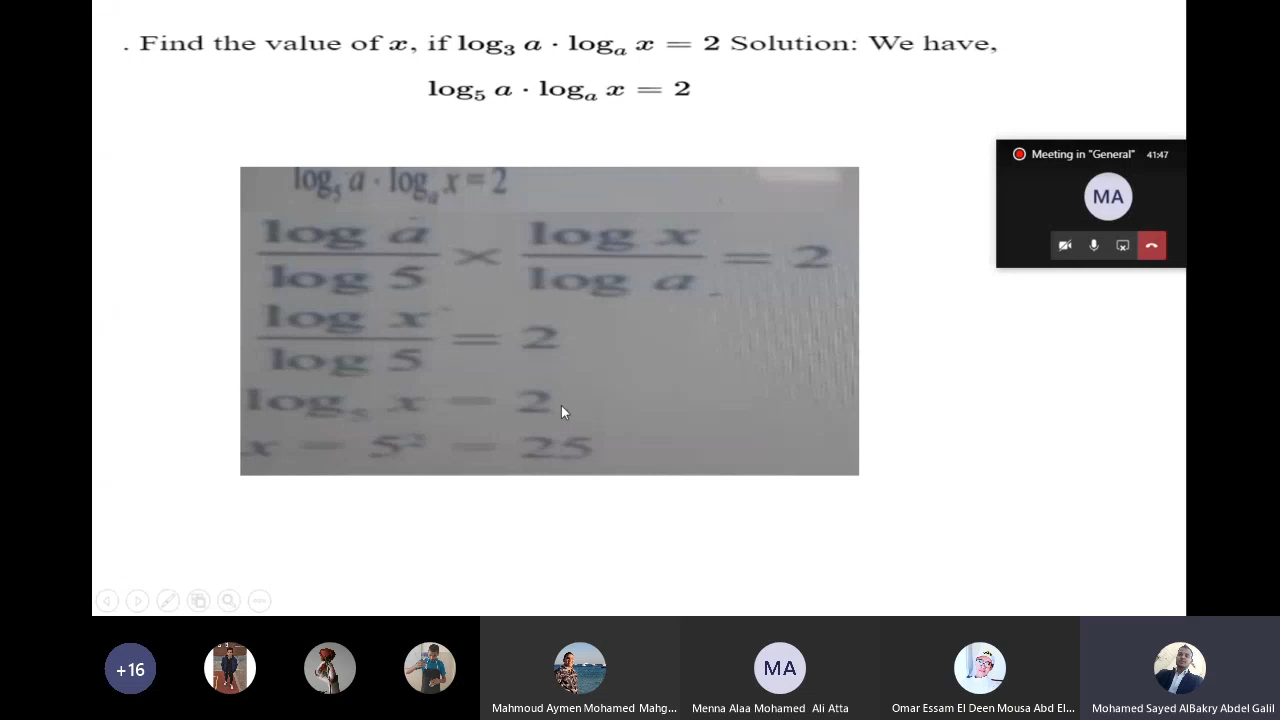 . Find the value of x, if log₃ a · logₐ x = 2 Solution: We have,
log₅ a · logₐ x = 2
Meeting in "General" 41:47
MA
log₅ a · logₐ x = 2
log a / log 5 × log x / log a = 2
log x / log 5 = 2
log₅ x = 2
x = 5² = 25
+16
MA
Mahmoud Aymen Mohamed Mahg...
Menna Alaa Mohamed Ali Atta
Omar Essam El Deen Mousa Abd El...
Mohamed Sayed AlBakry Abdel Galil